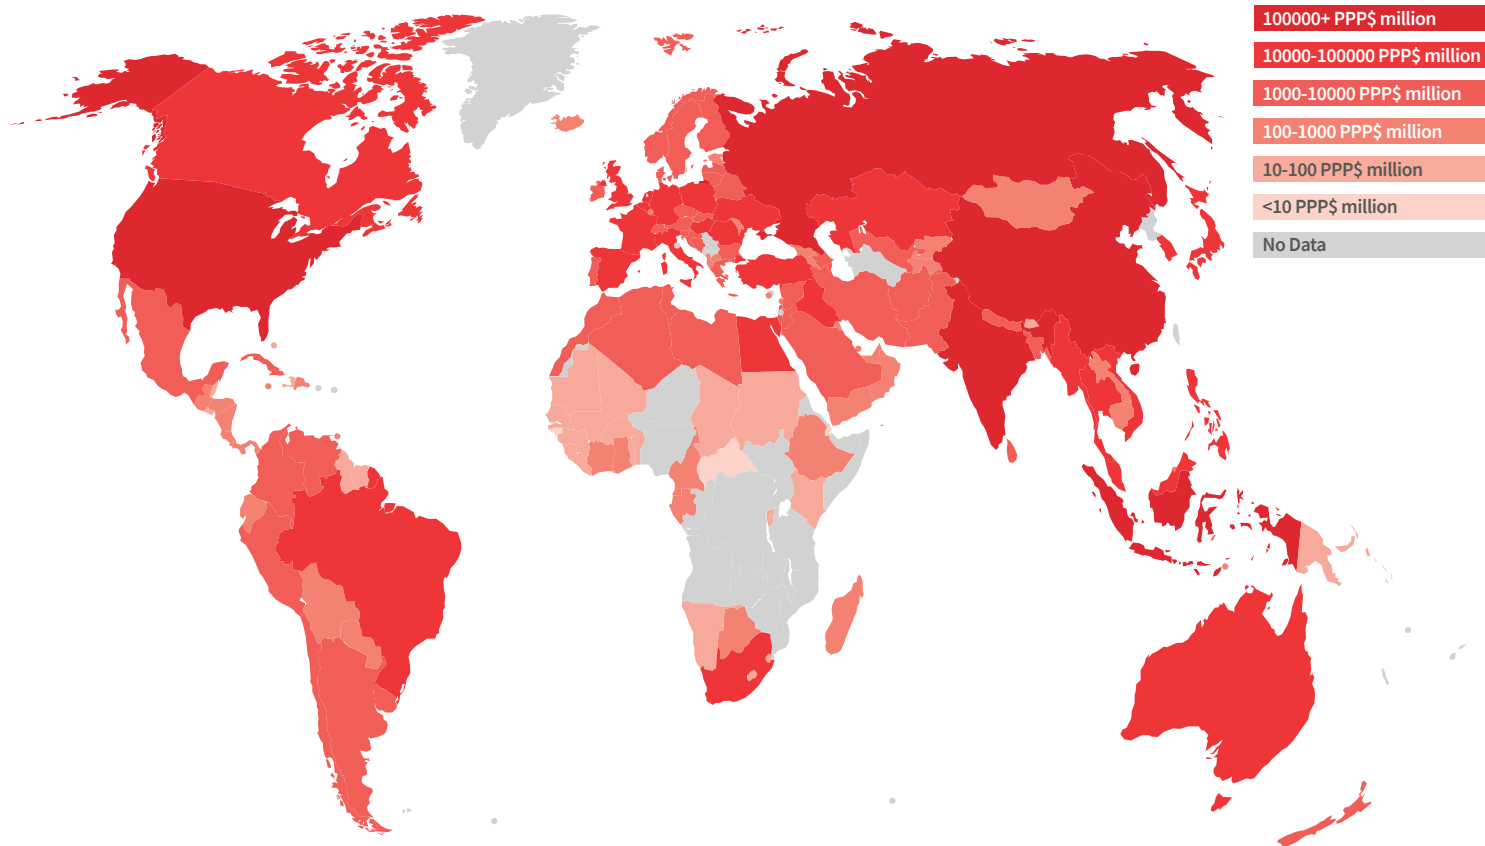 100000+ PPP$ million
10000-100000 PPP$ million
1000-10000 PPP$ million
100-1000 PPP$ million
10-100 PPP$ million
<10 PPP$ million
No Data